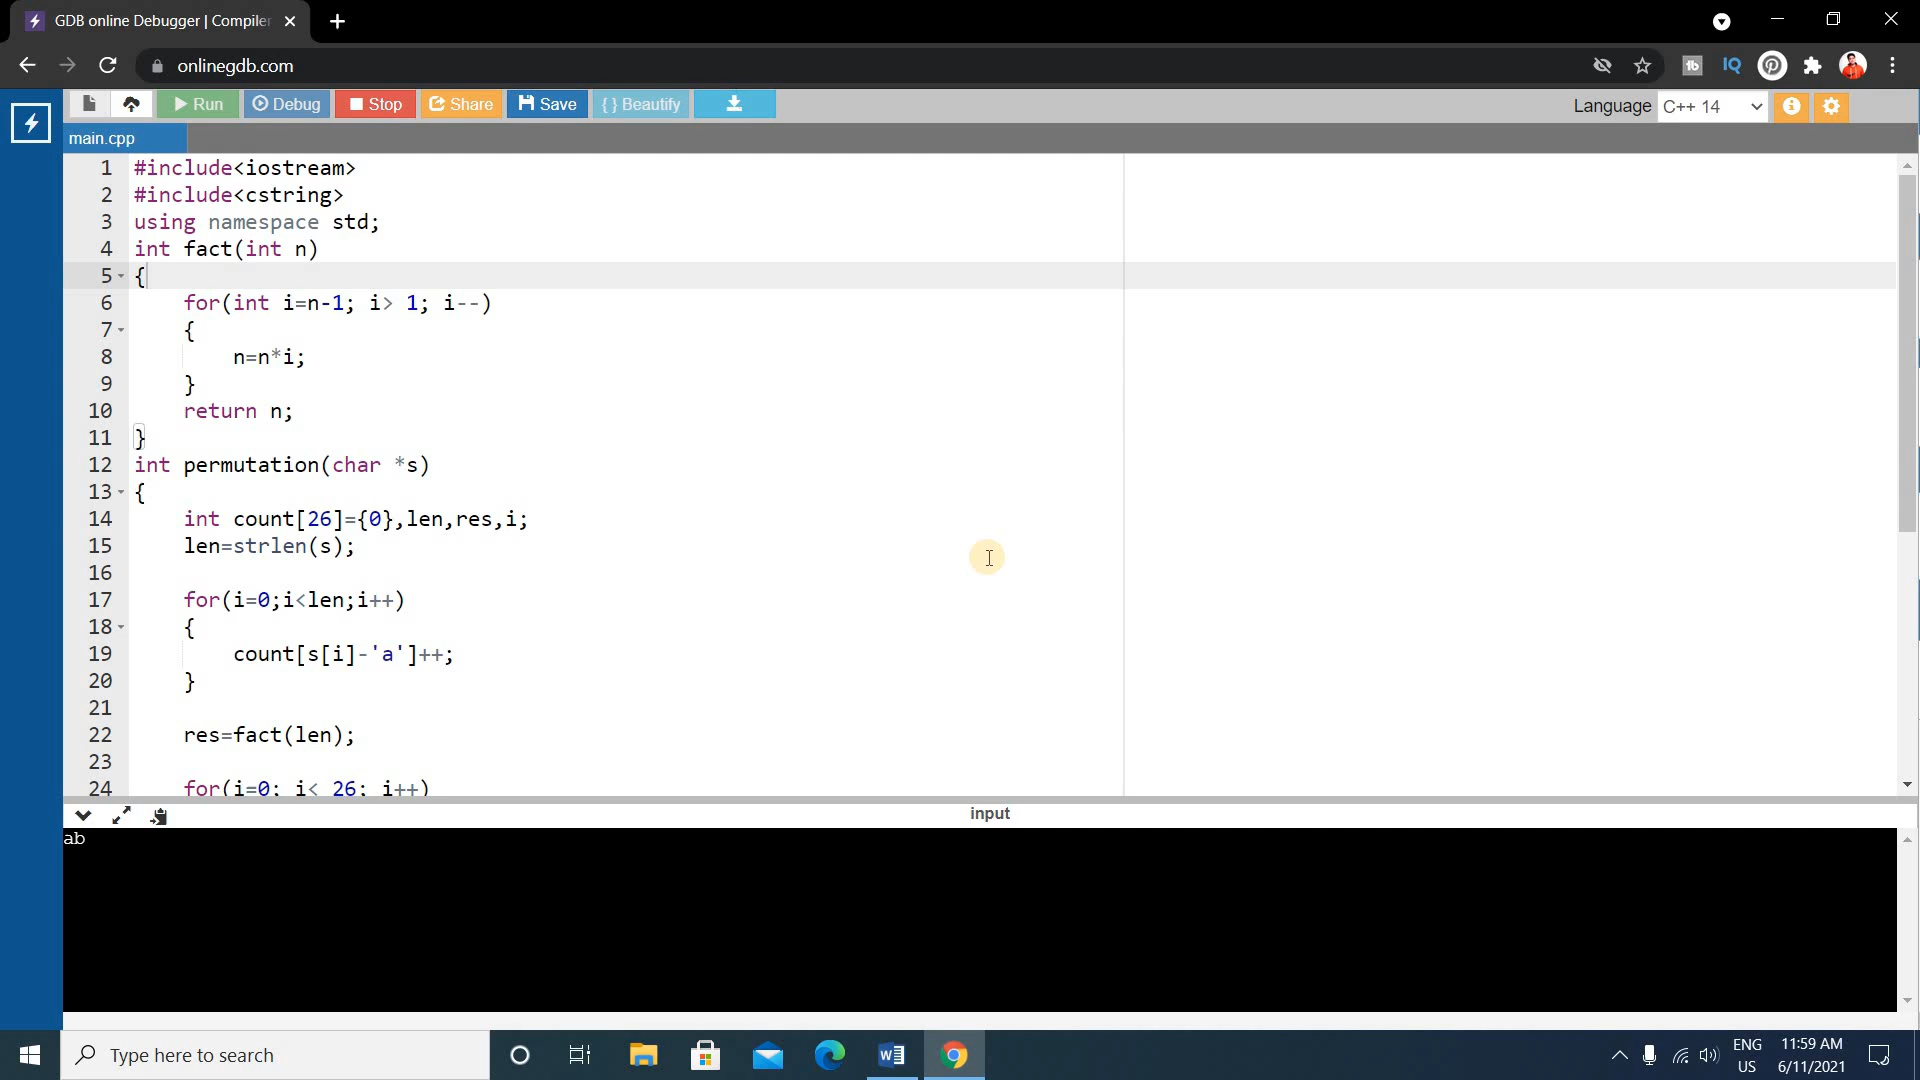 GDB online Debugger | Compiler
onlinegdb.com
IQ
Run
Debug
Stop
Share
Save
{ } Beautify
Language
C++ 14
main.cpp
1 #include<iostream>
2 #include<cstring>
3 using namespace std;
4 int fact(int n)
5 {
6 for(int i=n-1; i> 1; i--)
7 {
8 n=n*i;
9 }
10 return n;
11 }
12 int permutation(char *s)
13 {
14 int count[26]={0},len,res,i;
15 len=strlen(s);
16
17 for(i=0;i<len;i++)
18 {
19 count[s[i]-'a']++;
20 }
21
22 res=fact(len);
23
24 for(i=0; i< 26; i++)
input
ab
Type here to search
W
ENG
US
11:59 AM
6/11/2021